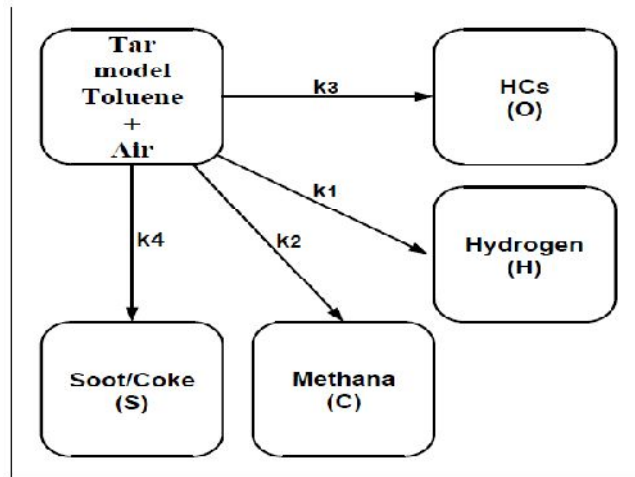 Tar
model
Toluene
+
Air
k3
HCs
(O)
k1
Hydrogen
(H)
k2
k4
Soot/Coke
(S)
Methana
(C)